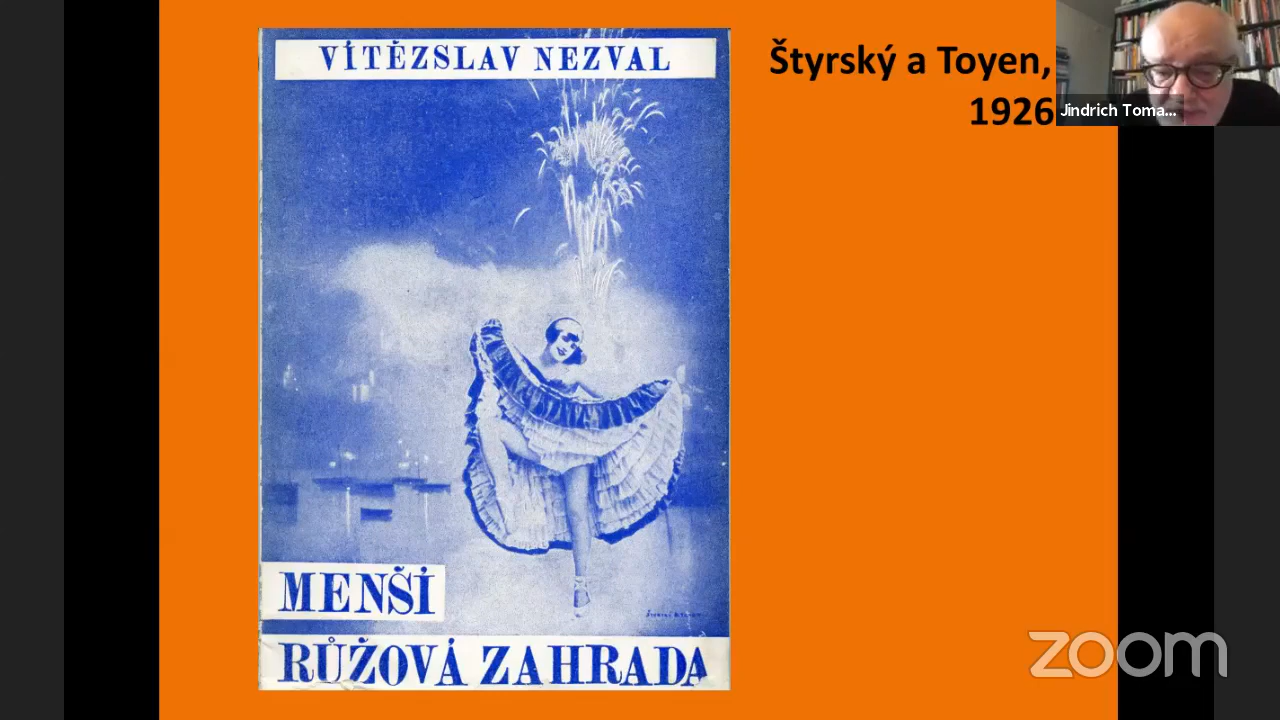 VÍTĚZSLAV NEZVAL
Štyrský a Toyen,
1926
Jindrich Toma...
MENŠÍ
RŮŽOVÁ ZAHRADA
zoom